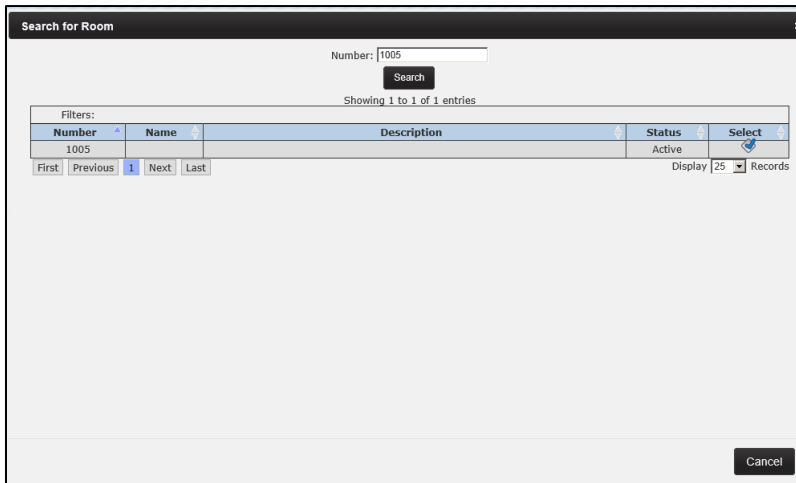 Search for Room
Number: 1005
Search
Showing 1 to 1 of 1 entries
Filters:
Number Name Description Status Select
1005 Active
First Previous 1 Next Last Display 25 Records
Cancel